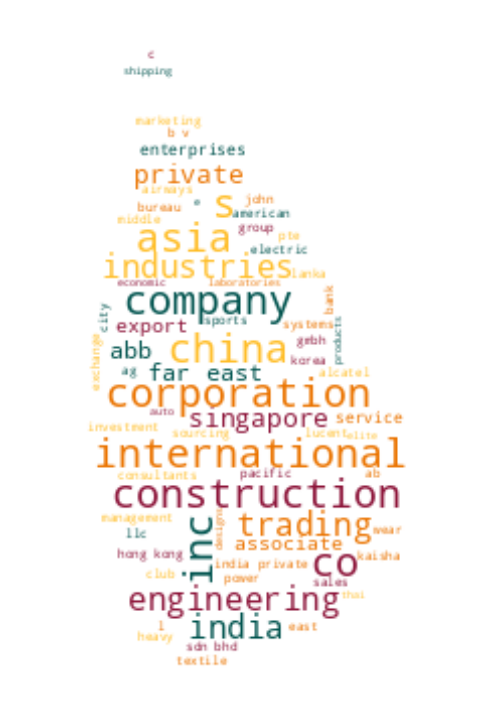 c
shipping
marketing
b v
enterprises
private
airways
bureau
e
s
john
middle
american
asia
group
pte
electric
industries
lanka
economic
laboratories
company
bank
city
export
sports
systems
products
exchange
abb
china
gmbh
korea
ag
far east
alcatel
corporation
auto
singapore
service
investment
sourcing
lucent
elite
international
consultants
pacific
ab
construction
management
inc
designs
trading
wear
llc
associate
hong kong
co
kaisha
india private
club
power
sales
engineering
thai
l
india
east
heavy
sdn bhd
textile